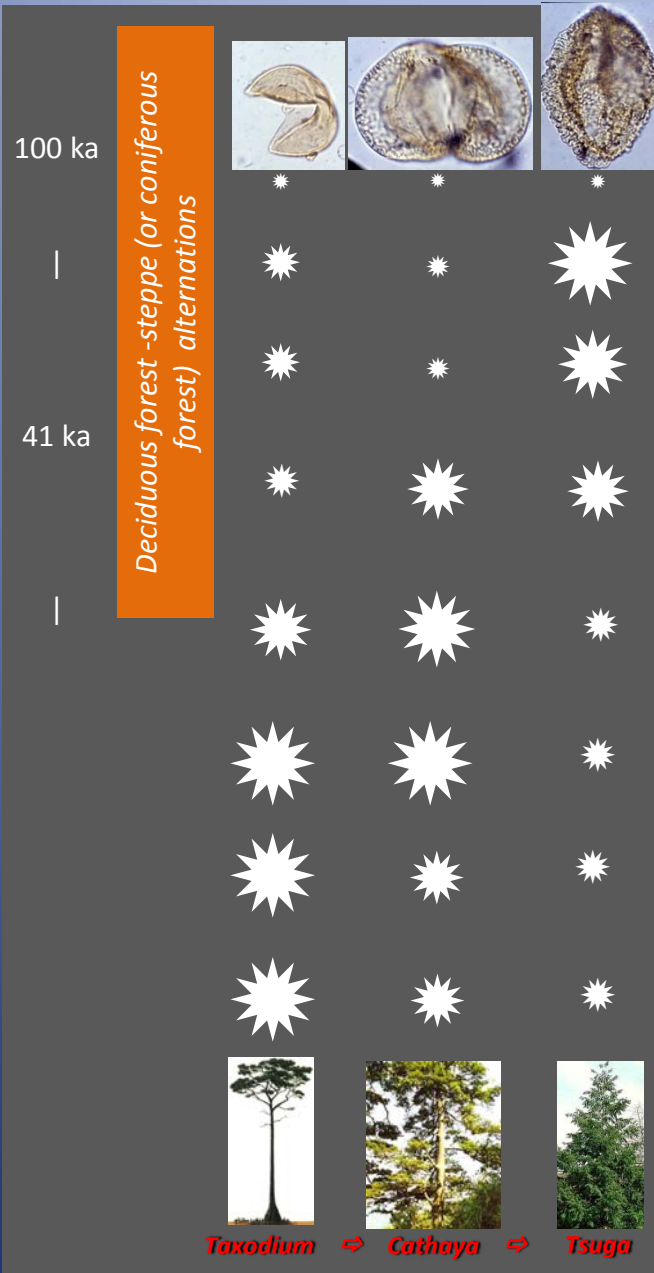 100 ka
|
41 ka
|
Deciduous forest -steppe (or coniferous
forest) alternations
Taxodium ⇨ Cathaya ⇨ Tsuga